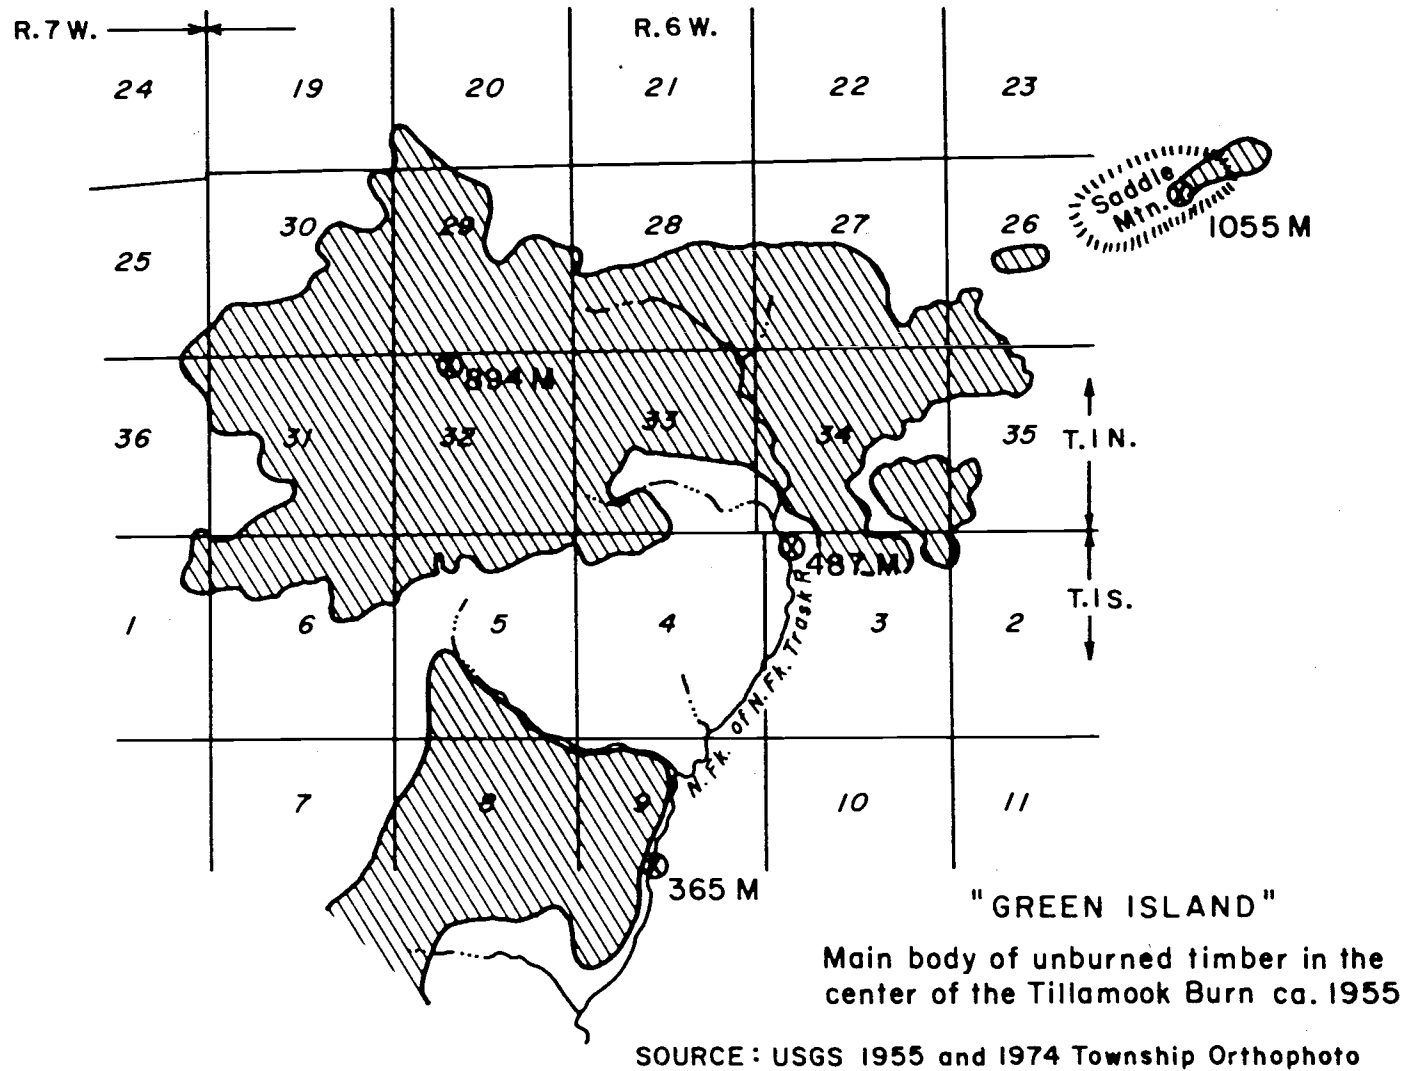 R.7 W. R.6 W.
24 19 20 21 22 23
Saddle
Mtn.
1055 M
25 30 29 28 27 26
894 M
36 31 32 33 34 35
T.1 N.
487 M
T.1 S.
1 6 5 4 3 2
N. Fk. of N. Fk. Trask R.
7 8 9 10 11
365 M
"GREEN ISLAND"
Main body of unburned timber in the
center of the Tillamook Burn ca. 1955
SOURCE: USGS 1955 and 1974 Township Orthophoto